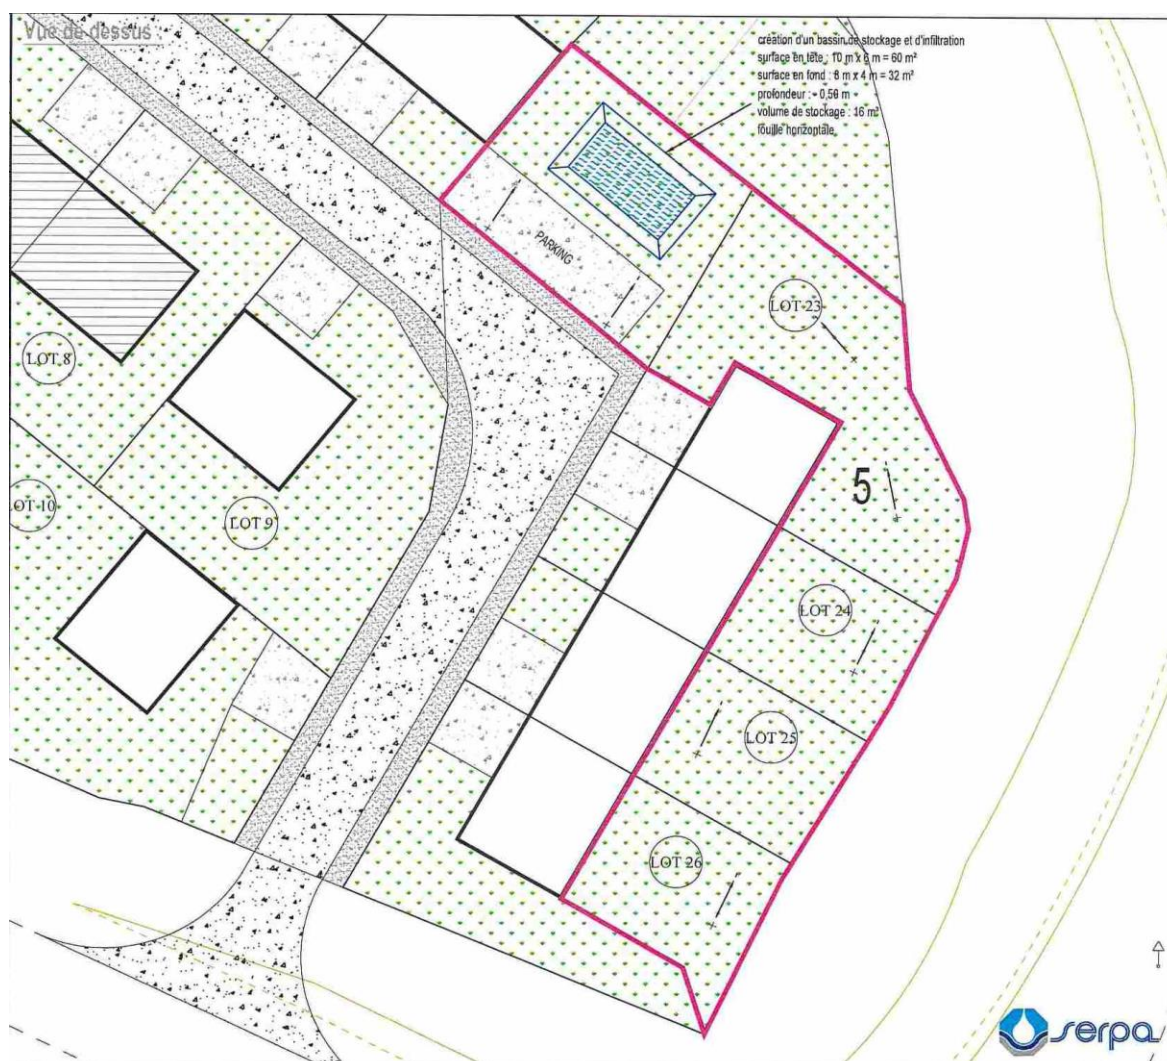 Vue de dessus :
création d'un bassin de stockage et d'infiltration
surface en tête : 10 m x 6 m = 60 m²
surface en fond : 8 m x 4 m = 32 m²
profondeur : - 0,50 m
volume de stockage : 16 m³
fouille horizontale
PARKING
LOT 23
LOT 8
5
LOT 10
LOT 9
LOT 24
LOT 25
LOT 26
serpa